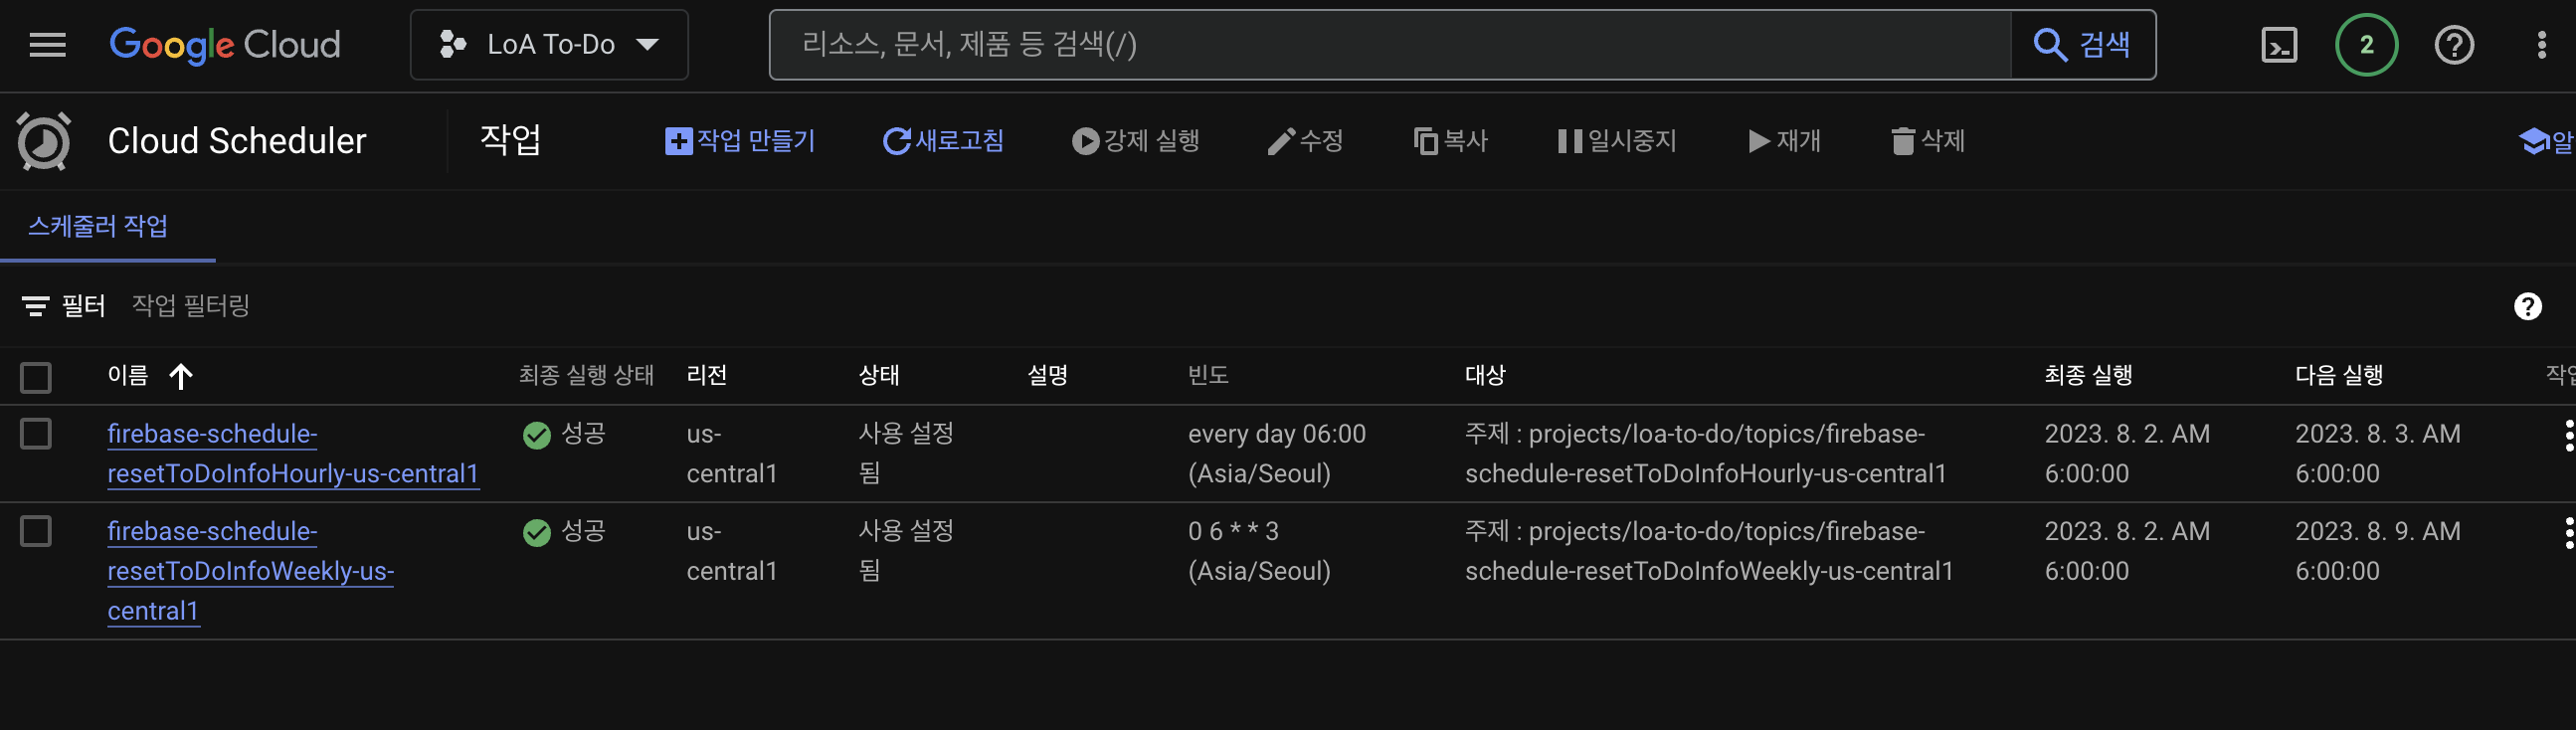 Google Cloud
LoA To-Do
리소스, 문서, 제품 등 검색(/)
검색
2
Cloud Scheduler
작업
작업 만들기
새로고침
강제 실행
수정
복사
일시중지
재개
삭제
알
스케줄러 작업
필터
작업 필터링
이름
최종 실행 상태
리전
상태
설명
빈도
대상
최종 실행
다음 실행
firebase-schedule-
resetToDoInfoHourly-us-central1
성공
us-
central1
사용 설정
됨
every day 06:00
(Asia/Seoul)
주제 : projects/loa-to-do/topics/firebase-
schedule-resetToDoInfoHourly-us-central1
2023. 8. 2. AM
6:00:00
2023. 8. 3. AM
6:00:00
firebase-schedule-
resetToDoInfoWeekly-us-
central1
성공
us-
central1
사용 설정
됨
0 6 * * 3
(Asia/Seoul)
주제 : projects/loa-to-do/topics/firebase-
schedule-resetToDoInfoWeekly-us-central1
2023. 8. 2. AM
6:00:00
2023. 8. 9. AM
6:00:00